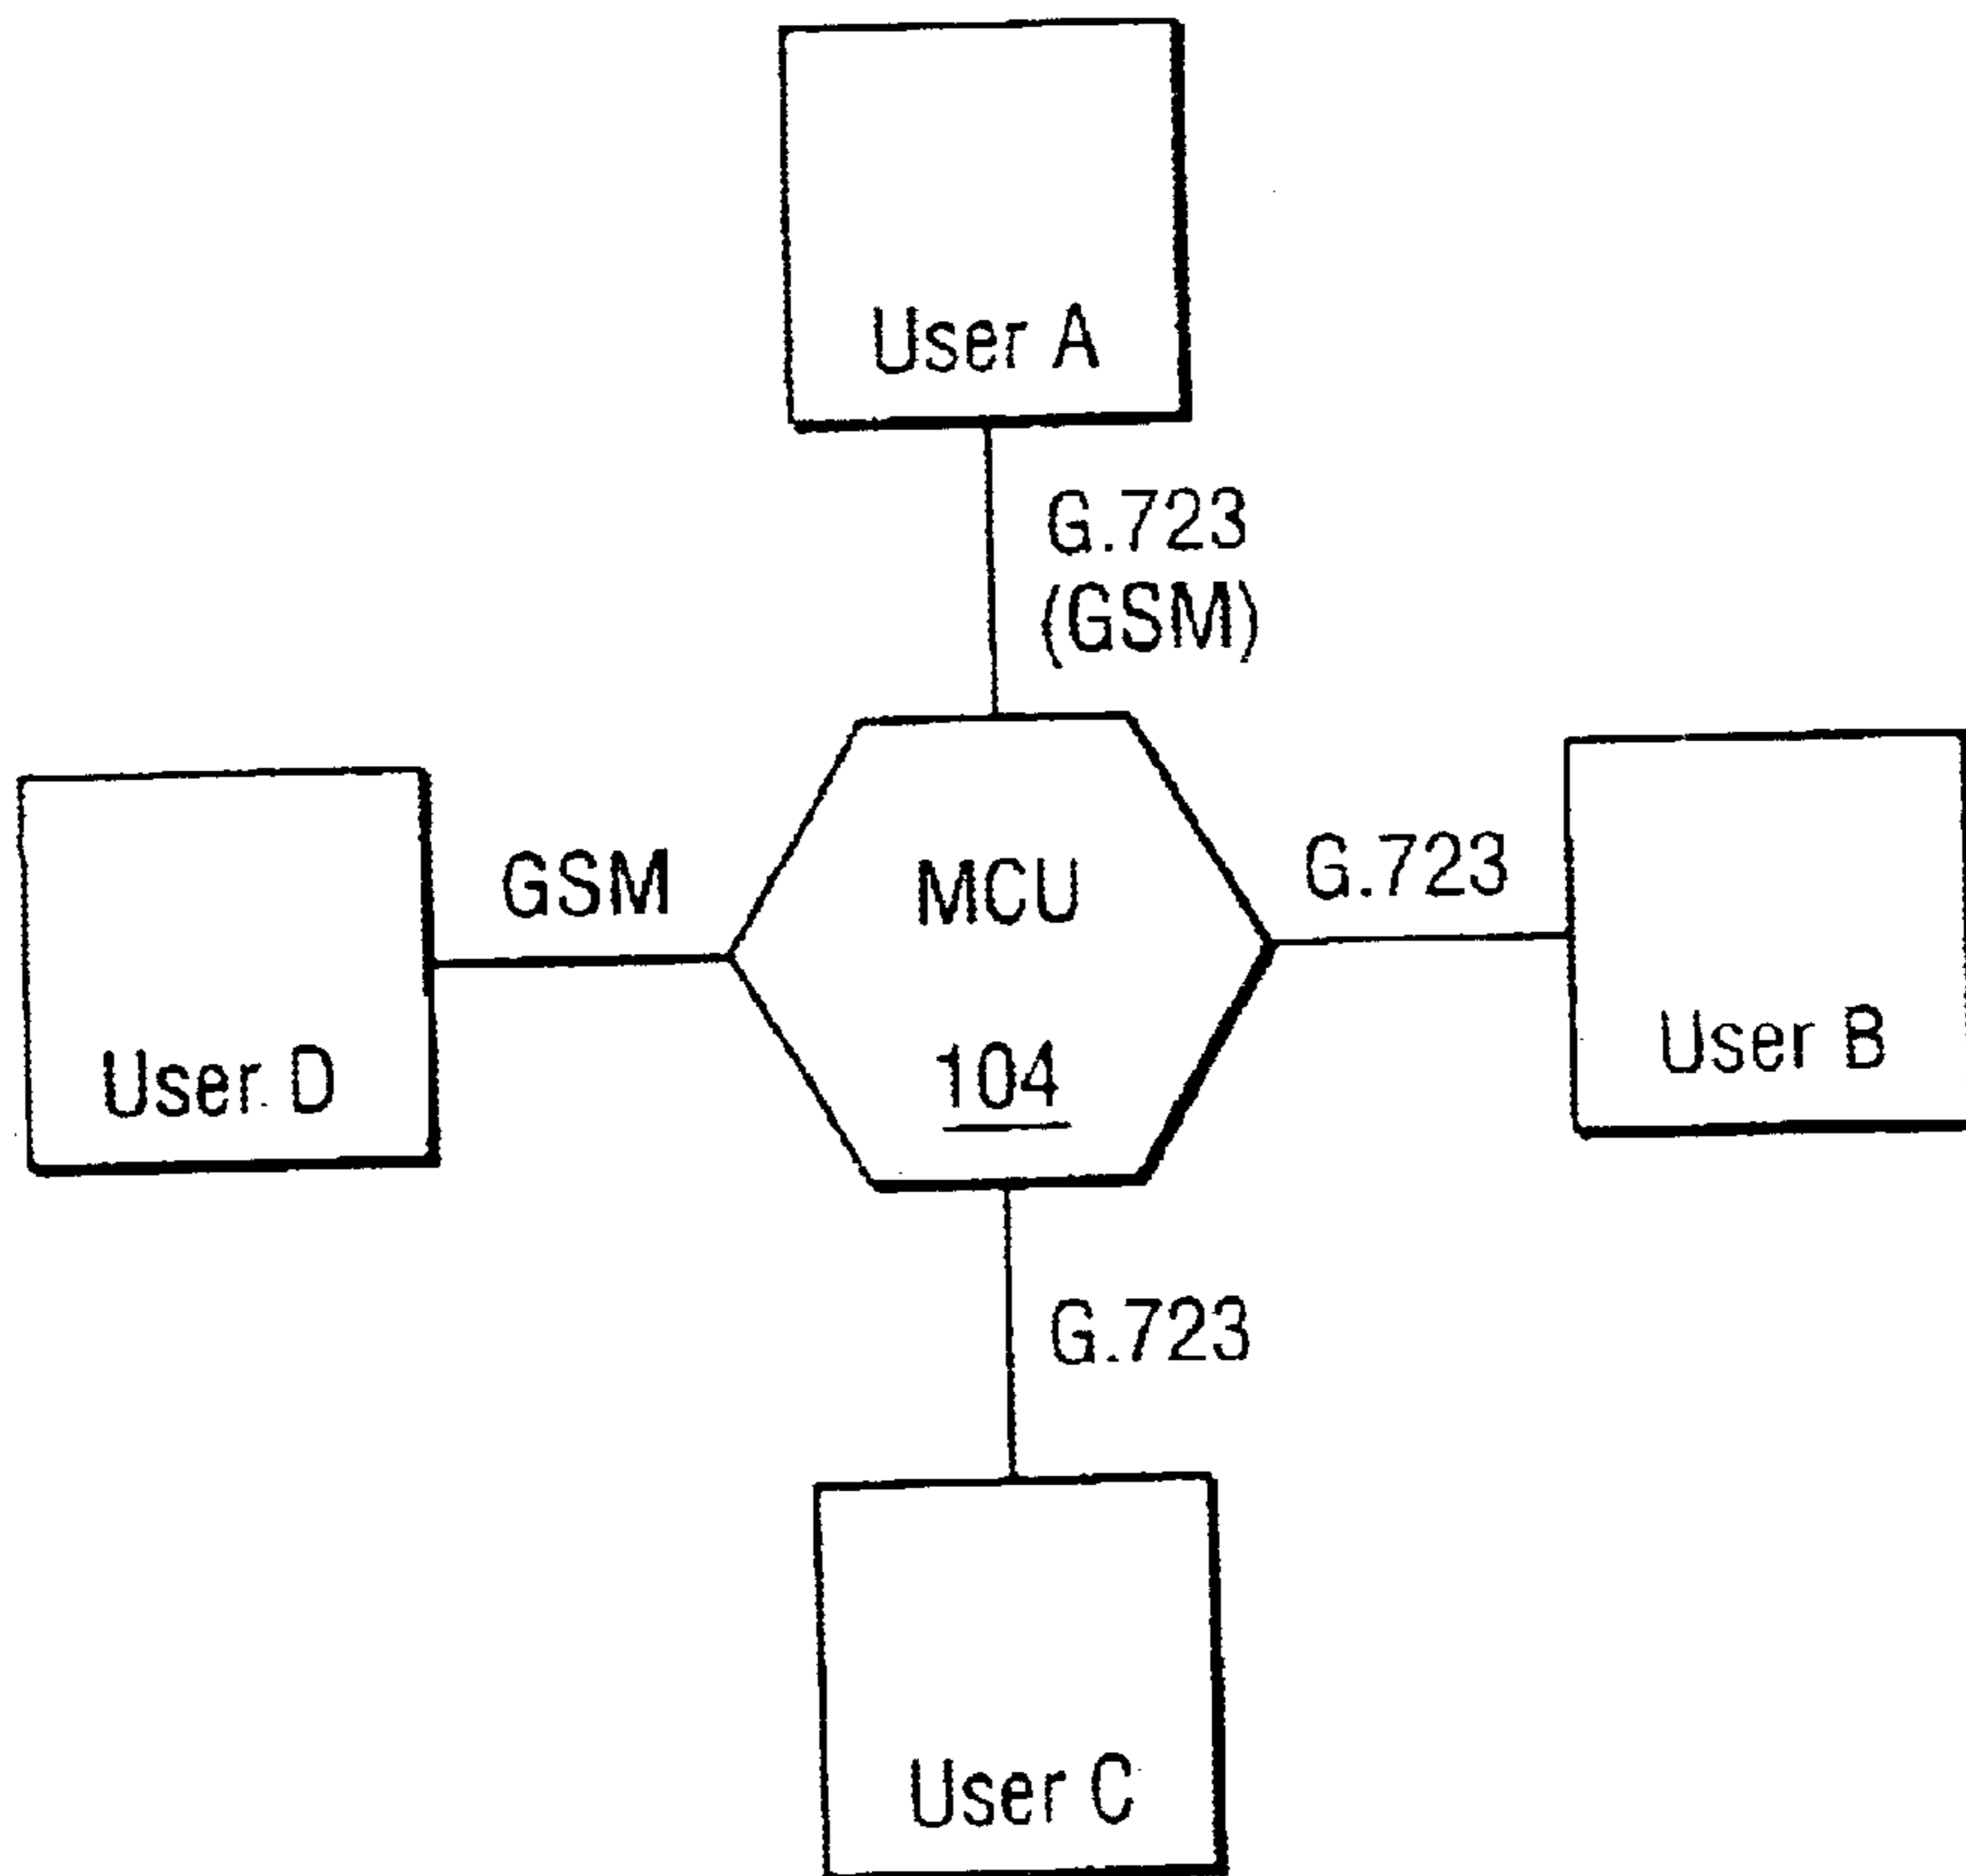 User A
G.723
(GSM)
GSM
MCU
G.723
104
User D
User B
G.723
User C